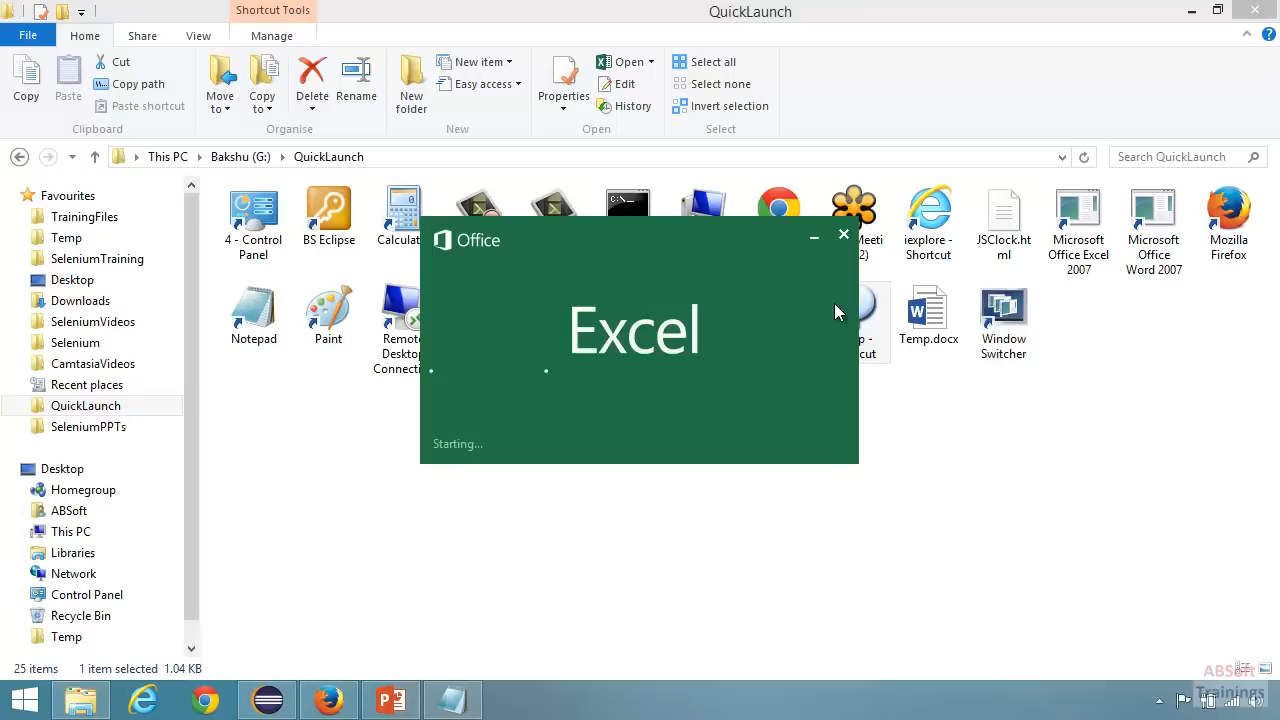 Shortcut Tools
QuickLaunch
File
Home
Share
View
Manage
Copy
Paste
Cut
Copy path
Paste shortcut
Clipboard
Move to
Copy to
Delete
Rename
Organise
New folder
New item
Easy access
New
Properties
Open
Edit
History
Open
Select all
Select none
Invert selection
Select
This PC
Bakshu (G:)
QuickLaunch
Search QuickLaunch
Favourites
TrainingFiles
Temp
SeleniumTraining
Desktop
Downloads
SeleniumVideos
Selenium
CamtasiaVideos
Recent places
QuickLaunch
SeleniumPPTs
Desktop
Homegroup
ABSoft
This PC
Libraries
Network
Control Panel
Recycle Bin
Temp
4 - Control
Panel
BS Eclipse
C:\_
iexplore -
Shortcut
JSClock.ht
ml
Microsoft
Office Excel
2007
Microsoft
Office
Word 2007
Mozilla
Firefox
Notepad
Paint
Temp.docx
Window
Switcher
Office
Excel
Starting...
25 items
1 item selected 1.04 KB
ABSoft
Trainings